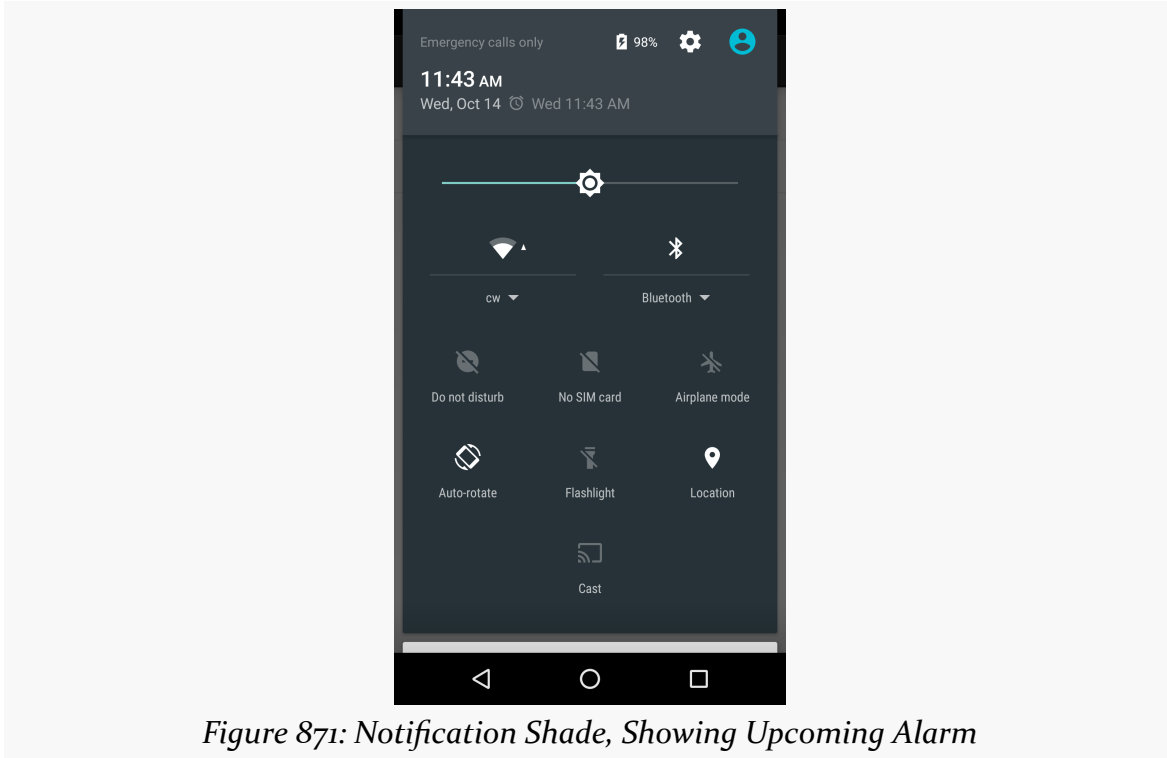 Emergency calls only 98%
11:43 AM
Wed, Oct 14 Wed 11:43 AM
cw Bluetooth
Do not disturb No SIM card Airplane mode
Auto-rotate Flashlight Location
Cast
Figure 871: Notification Shade, Showing Upcoming Alarm